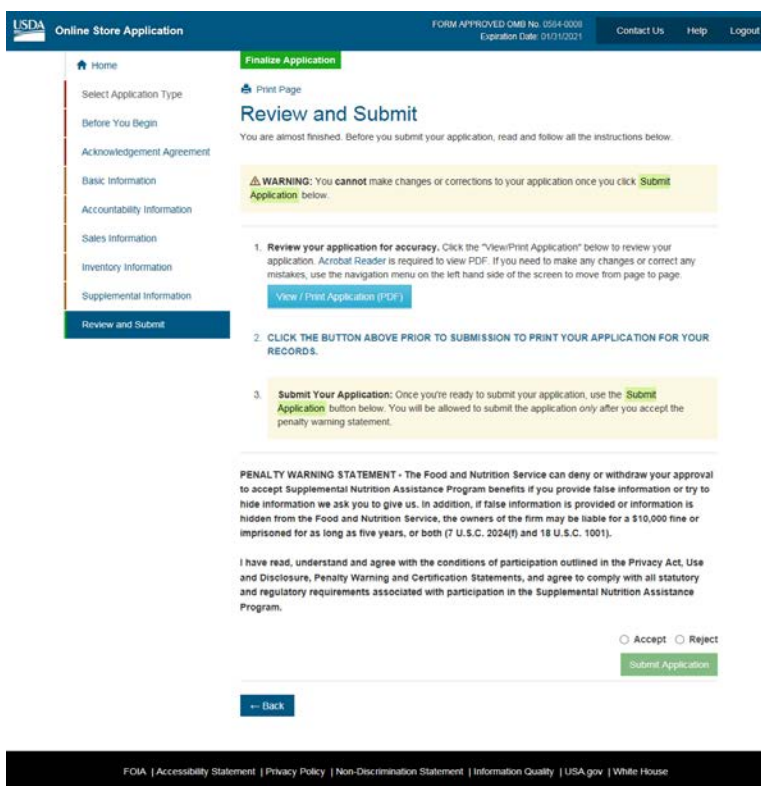 USDA
Online Store Application
FORM APPROVED OMB No. 0584-0008
Expiration Date: 01/31/2021
Contact Us
Help
Logout
Home
Select Application Type
Before You Begin
Acknowledgement Agreement
Basic Information
Accountability Information
Sales Information
Inventory Information
Supplemental Information
Review and Submit
Finalize Application
Print Page
Review and Submit
You are almost finished. Before you submit your application, read and follow all the instructions below.
WARNING: You cannot make changes or corrections to your application once you click Submit
Application below.
1. Review your application for accuracy. Click the "View/Print Application" below to review your
application. Acrobat Reader is required to view PDF. If you need to make any changes or correct any
mistakes, use the navigation menu on the left hand side of the screen to move from page to page.
View / Print Application (PDF)
2. CLICK THE BUTTON ABOVE PRIOR TO SUBMISSION TO PRINT YOUR APPLICATION FOR YOUR
RECORDS.
3. Submit Your Application: Once you're ready to submit your application, use the Submit
Application button below. You will be allowed to submit the application only after you accept the
penalty warning statement.
PENALTY WARNING STATEMENT - The Food and Nutrition Service can deny or withdraw your approval
to accept Supplemental Nutrition Assistance Program benefits if you provide false information or try to
hide information we ask you to give us. In addition, if false information is provided or information is
hidden from the Food and Nutrition Service, the owners of the firm may be liable for a $10,000 fine or
imprisoned for as long as five years, or both (7 U.S.C. 2024(f) and 18 U.S.C. 1001).
I have read, understand and agree with the conditions of participation outlined in the Privacy Act, Use
and Disclosure, Penalty Warning and Certification Statements, and agree to comply with all statutory
and regulatory requirements associated with participation in the Supplemental Nutrition Assistance
Program.
Accept Reject
Submit Application
← Back
FOIA | Accessibility Statement | Privacy Policy | Non-Discrimination Statement | Information Quality | USA.gov | White House